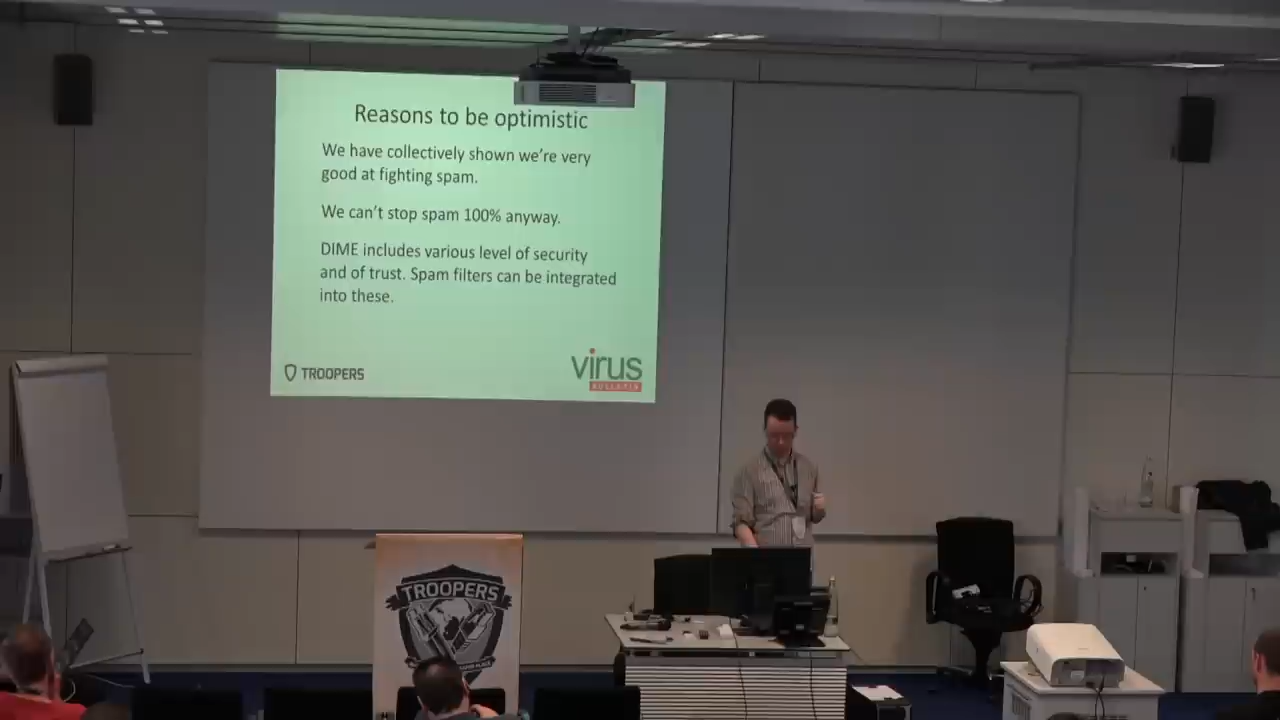 Reasons to be optimistic
We have collectively shown we're very
good at fighting spam.
We can't stop spam 100% anyway.
DIME includes various level of security
and of trust. Spam filters can be integrated
into these.
TROOPERS
virus
BULLETIN
TROOPERS